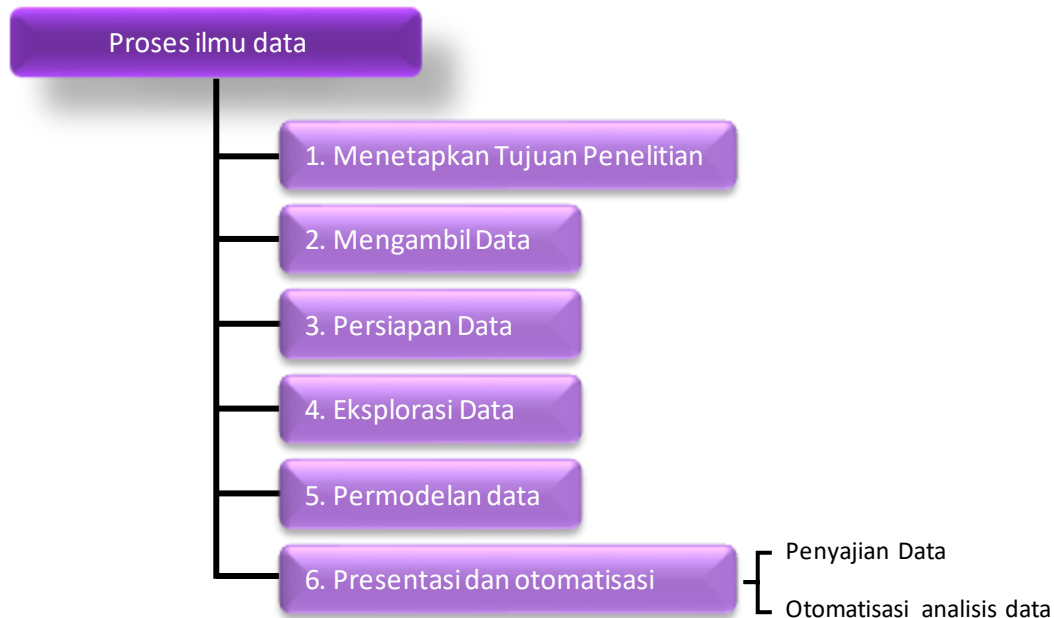 Proses ilmu data
1. Menetapkan Tujuan Penelitian
2. Mengambil Data
3. Persiapan Data
4. Eksplorasi Data
5. Permodelan data
6. Presentasi dan otomatisasi
Penyajian Data
Otomatisasi analisis data